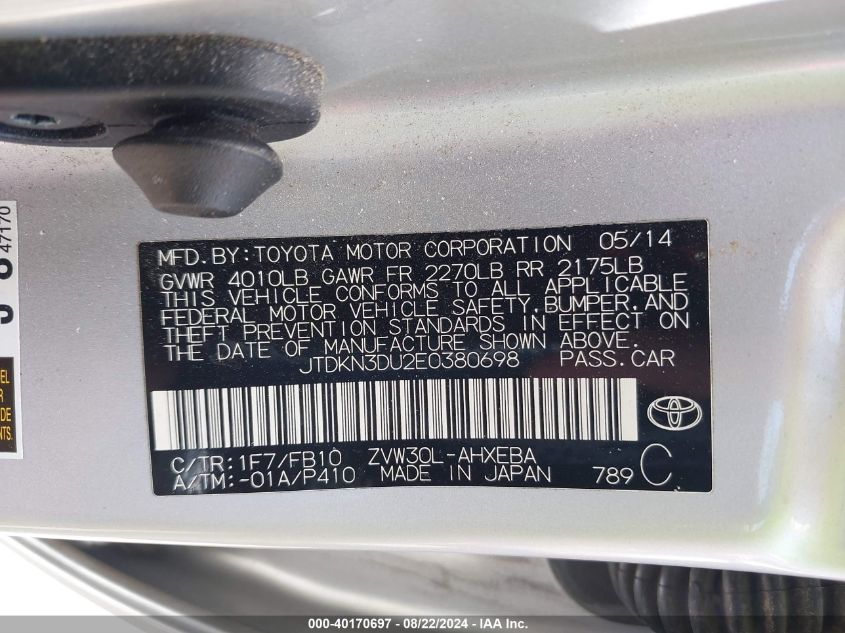 MFD. BY: TOYOTA MOTOR CORPORATION 05/14
GVWR 4010LB GAWR FR 2270LB RR 2175LB
THIS VEHICLE CONFORMS TO ALL APPLICABLE
FEDERAL MOTOR VEHICLE SAFETY, BUMPER, AND
THEFT PREVENTION STANDARDS IN EFFECT ON
THE DATE OF MANUFACTURE SHOWN ABOVE.
JTDKN3DU2E0380698 PASS. CAR
C/TR: 1F7/FB10 ZVW30L-AHXEBA
A/TM: -01A/P410 MADE IN JAPAN 789 C
47170
000-40170697 - 08/22/2024 - IAAI.com